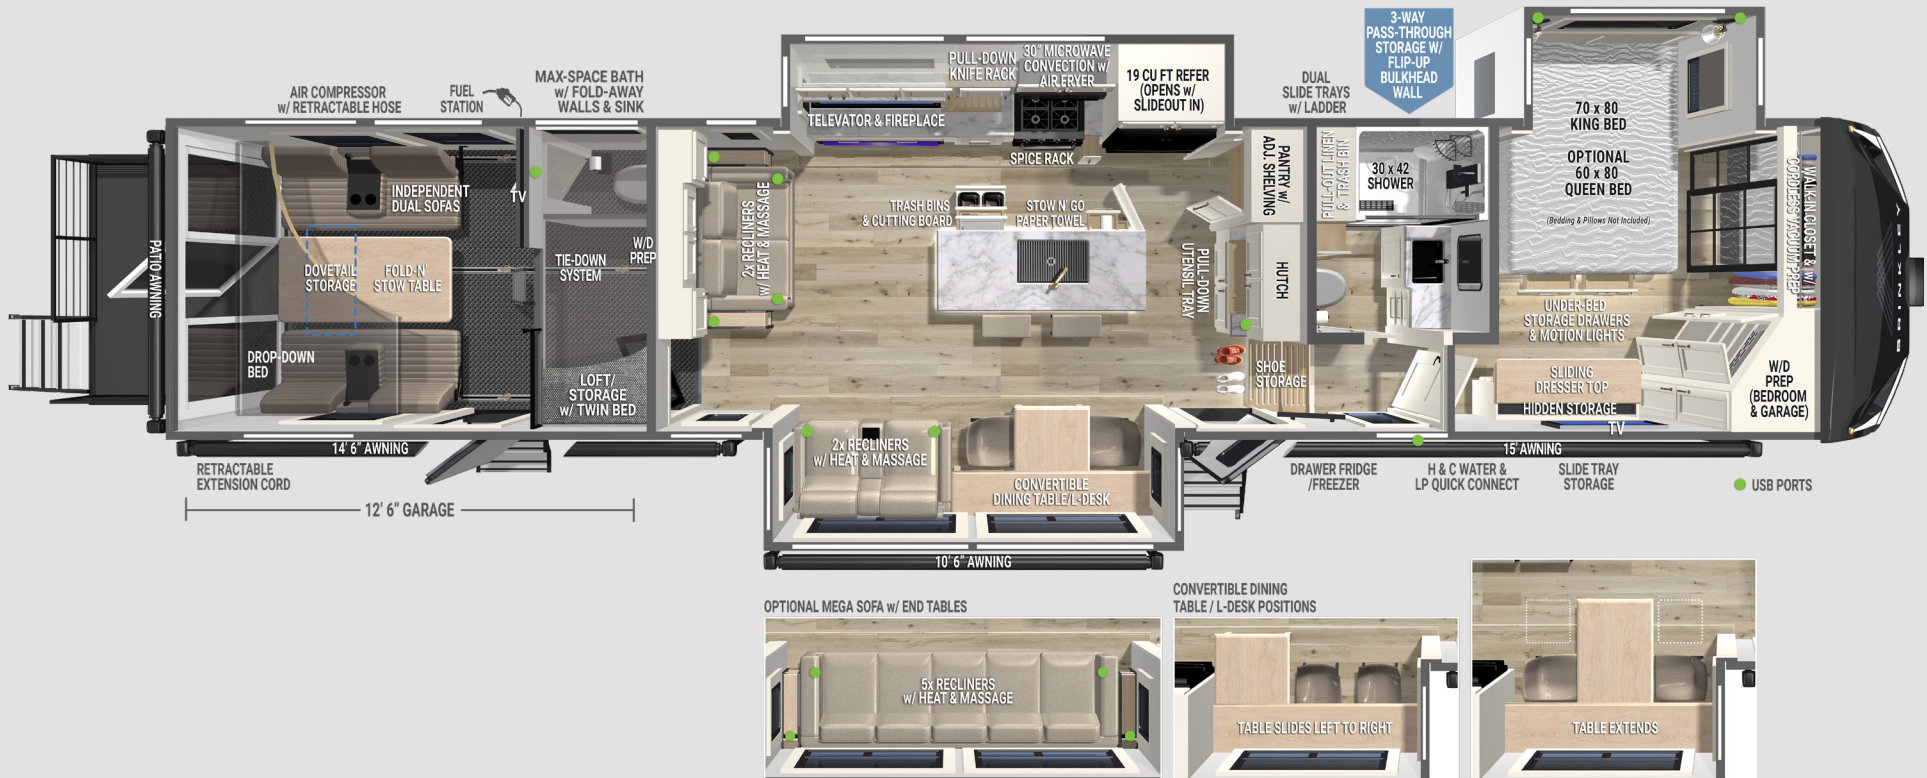 3-WAY
PASS-THROUGH
STORAGE W/
FLIP-UP
BULKHEAD
WALL
AIR COMPRESSOR
w/ RETRACTABLE HOSE
FUEL
STATION
MAX-SPACE BATH
w/ FOLD-AWAY
WALLS & SINK
DUAL
SLIDE TRAYS
w/ LADDER
PULL-DOWN
KNIFE RACK
30" MICROWAVE
CONVECTION w/
AIR FRYER
19 CU FT REFER
(OPENS w/
SLIDEOUT IN)
TELEVATOR & FIREPLACE
SPICE RACK
PATIO AWNING
INDEPENDENT
DUAL SOFAS
TV
DOVETAIL
STORAGE
FOLD-N'
STOW TABLE
DROP-DOWN
BED
TIE-DOWN
SYSTEM
W/D
PREP
LOFT/
STORAGE
w/ TWIN BED
2x RECLINERS
w/ HEAT & MASSAGE
TRASH BINS
& CUTTING BOARD
STOW N' GO
PAPER TOWEL
PULL-DOWN
UTENSIL TRAY
PANTRY w/
ADJ. SHELVING
HUTCH
SHOE
STORAGE
PULL-OUT LINEN
& TRASH BIN
30 x 42
SHOWER
70 x 80
KING BED
OPTIONAL
60 x 80
QUEEN BED
(Bedding & Pillows Not Included)
UNDER-BED
STORAGE DRAWERS
& MOTION LIGHTS
SLIDING
DRESSER TOP
HIDDEN STORAGE
TV
WALK-IN CLOSET & w/
CORDLESS VACUUM PREP
W/D
PREP
(BEDROOM
& GARAGE)
BRINKLEY
2x RECLINERS
w/ HEAT & MASSAGE
CONVERTIBLE
DINING TABLE/L-DESK
14' 6" AWNING
RETRACTABLE
EXTENSION CORD
12' 6" GARAGE
10' 6" AWNING
15' AWNING
DRAWER FRIDGE
/FREEZER
H & C WATER &
LP QUICK CONNECT
SLIDE TRAY
STORAGE
USB PORTS
OPTIONAL MEGA SOFA w/ END TABLES
5x RECLINERS
w/ HEAT & MASSAGE
CONVERTIBLE DINING
TABLE / L-DESK POSITIONS
TABLE SLIDES LEFT TO RIGHT
TABLE EXTENDS